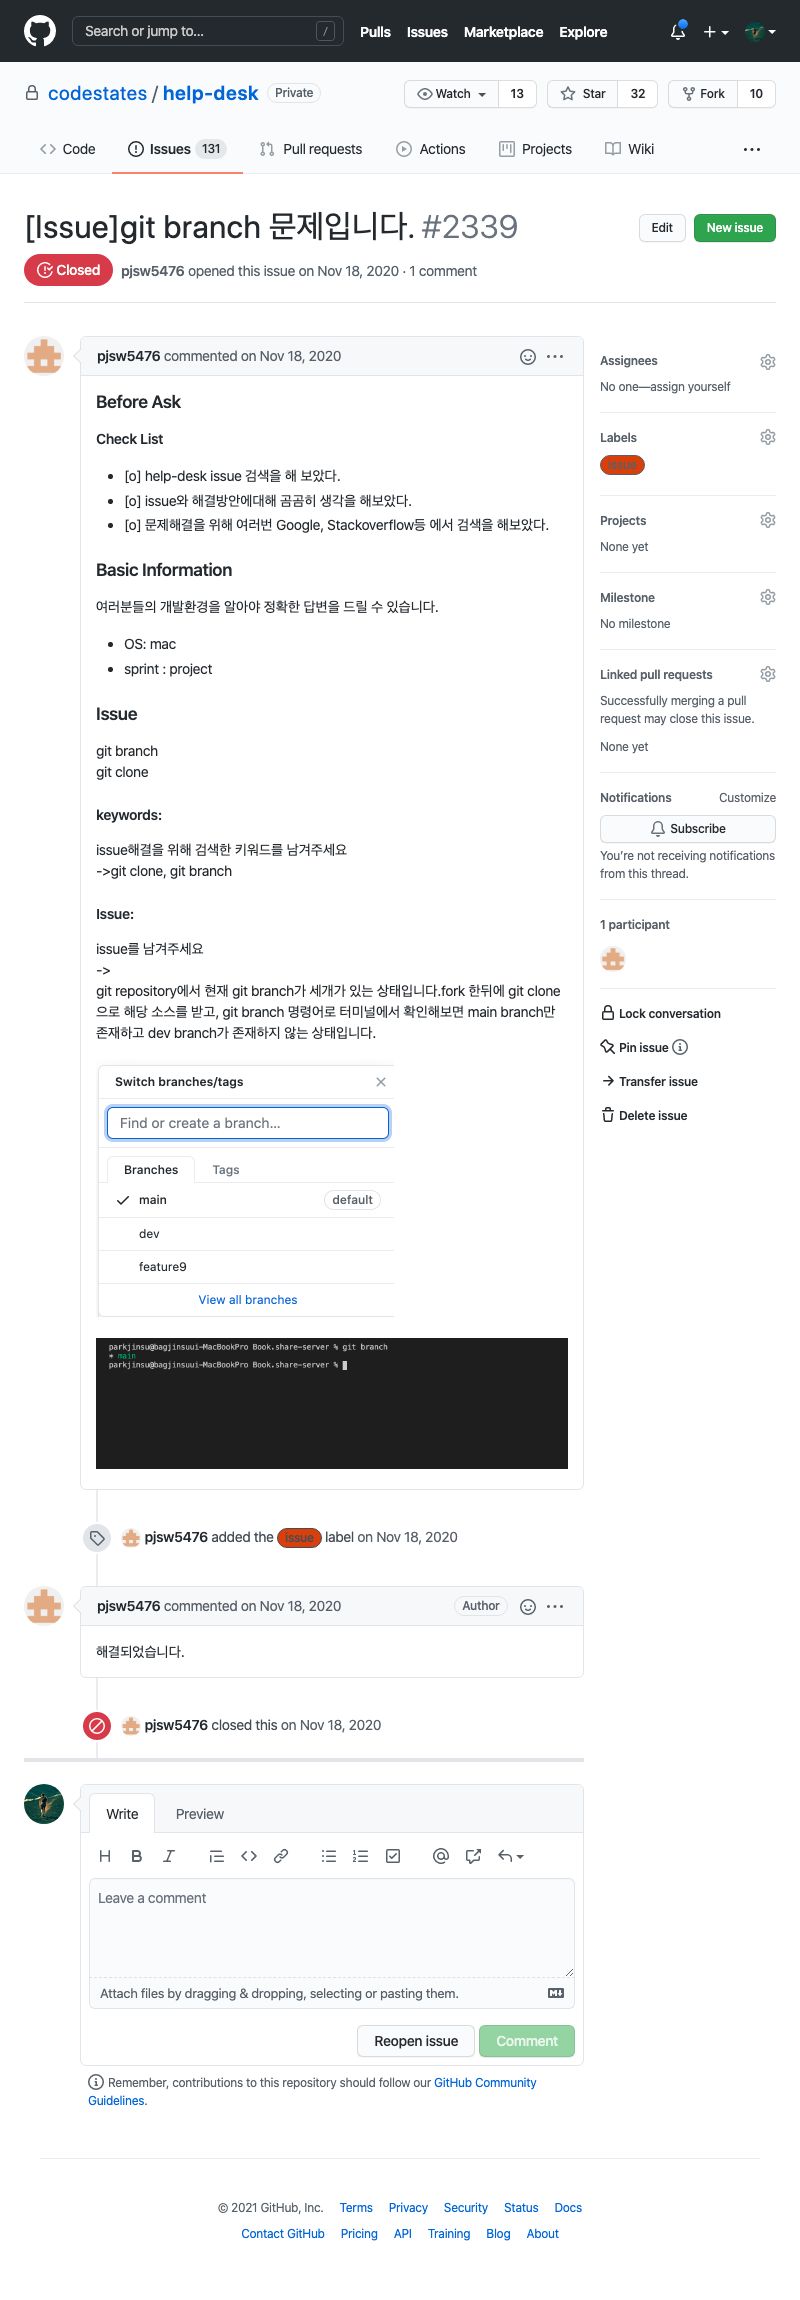 Search or jump to...
/
Pulls
Issues
Marketplace
Explore
codestates / help-desk
Private
Watch
13
Star
32
Fork
10
Code
Issues 131
Pull requests
Actions
Projects
Wiki
[Issue]git branch 문제입니다. #2339
Edit
New issue
Closed
pjsw5476 opened this issue on Nov 18, 2020 · 1 comment
pjsw5476 commented on Nov 18, 2020
Before Ask
Check List
[o] help-desk issue 검색을 해 보았다.
[o] issue와 해결방안에대해 곰곰히 생각을 해보았다.
[o] 문제해결을 위해 여러번 Google, Stackoverflow등 에서 검색을 해보았다.
Basic Information
여러분들의 개발환경을 알아야 정확한 답변을 드릴 수 있습니다.
OS: mac
sprint : project
Issue
git branch
git clone
keywords:
issue해결을 위해 검색한 키워드를 남겨주세요
->git clone, git branch
Issue:
issue를 남겨주세요
->
git repository에서 현재 git branch가 세개가 있는 상태입니다.fork 한뒤에 git clone
으로 해당 소스를 받고, git branch 명령어로 터미널에서 확인해보면 main branch만
존재하고 dev branch가 존재하지 않는 상태입니다.
Switch branches/tags
Find or create a branch...
Branches
Tags
main
default
dev
feature9
View all branches
parkjinsu@bagjinsuui-MacBookPro Book.share-server % git branch
* main
parkjinsu@bagjinsuui-MacBookPro Book.share-server %
Assignees
No one—assign yourself
Labels
issue
Projects
None yet
Milestone
No milestone
Linked pull requests
Successfully merging a pull
request may close this issue.
None yet
Notifications
Customize
Subscribe
You're not receiving notifications
from this thread.
1 participant
Lock conversation
Pin issue
Transfer issue
Delete issue
pjsw5476 added the issue label on Nov 18, 2020
pjsw5476 commented on Nov 18, 2020
Author
해결되었습니다.
pjsw5476 closed this on Nov 18, 2020
Write
Preview
Leave a comment
Attach files by dragging & dropping, selecting or pasting them.
Reopen issue
Comment
Remember, contributions to this repository should follow our GitHub Community
Guidelines.
© 2021 GitHub, Inc.
Terms
Privacy
Security
Status
Docs
Contact GitHub
Pricing
API
Training
Blog
About